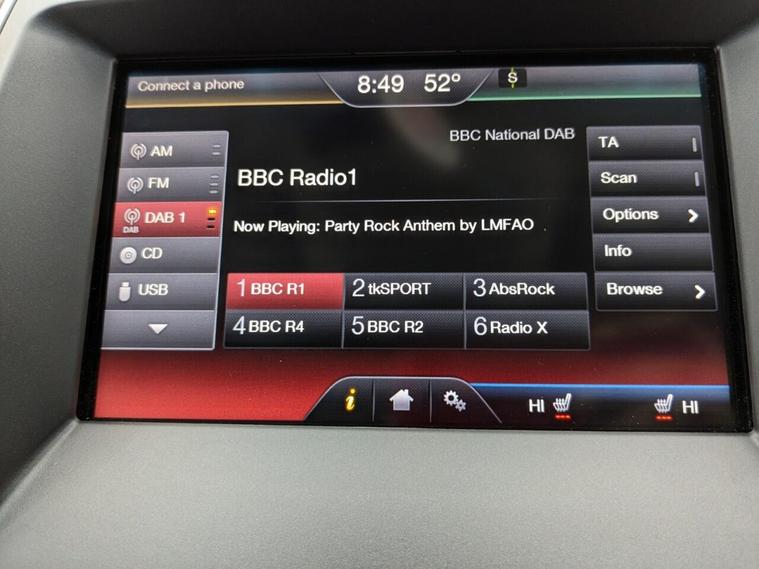 Connect a phone
8:49 52° S
BBC National DAB
AM
FM
DAB 1
DAB
CD
USB
BBC Radio1
Now Playing: Party Rock Anthem by LMFAO
1 BBC R1 2 tkSPORT 3 AbsRock
4 BBC R4 5 BBC R2 6 Radio X
TA
Scan
Options
Info
Browse
i
HI HI